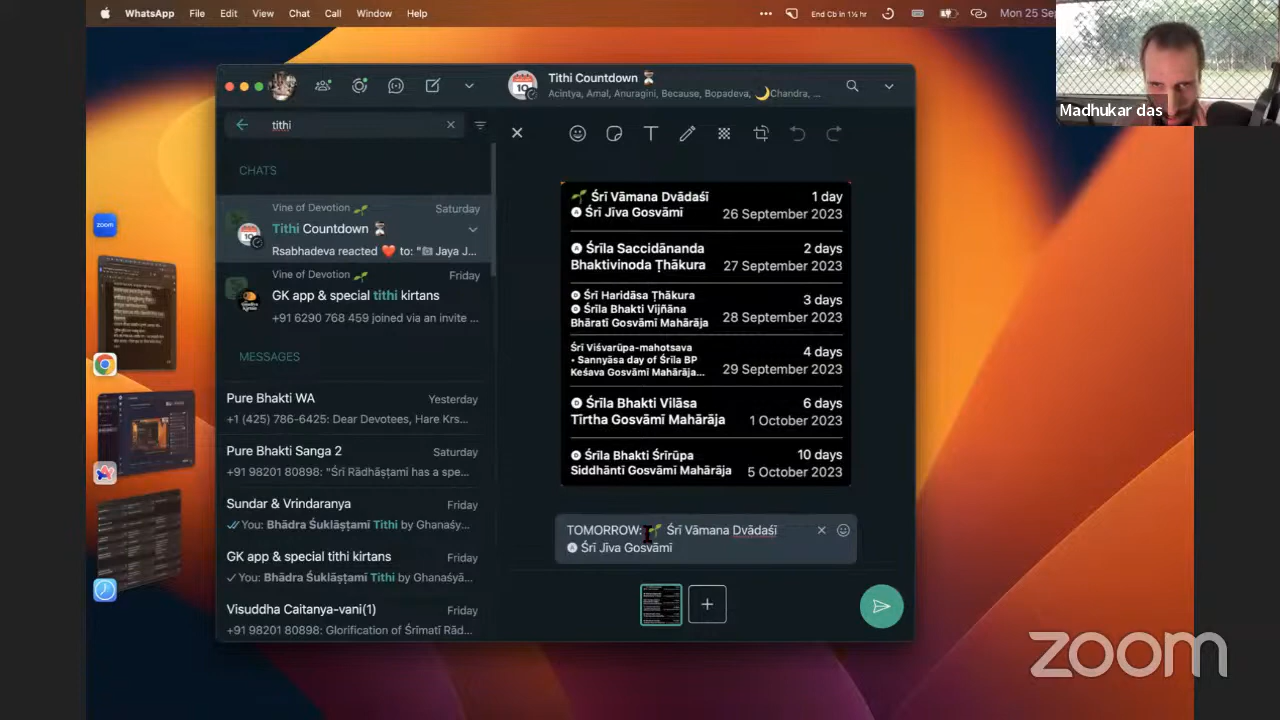 WhatsApp File Edit View Chat Call Window Help
End Cb in 1½ hr
Mon 25 Sep
Madhukar das
Tithi Countdown ⏳
Acintya, Amal, Anuragini, Because, Bopadeva, 🌙Chandra, ...
tithi
CHATS
Vine of Devotion 🌱 Saturday
Tithi Countdown ⏳
Rsabhadeva reacted ❤️ to: "📷 Jaya J...
Vine of Devotion 🌱 Friday
GK app & special tithi kirtans
+91 6290 768 459 joined via an invite ...
MESSAGES
Pure Bhakti WA Yesterday
+1 (425) 786-6425: Dear Devotees, Hare Krs...
Pure Bhakti Sanga 2 Saturday
+91 98201 80898: "Śrī Rādhāṣṭami has a spe...
Sundar & Vrindaranya Friday
You: Bhādra Śuklāṣṭamī Tithi by Ghanaśy...
GK app & special tithi kirtans Friday
You: Bhādra Śuklāṣṭamī Tithi by Ghanaśyā...
Visuddha Caitanya-vani(1) Friday
+91 98201 80898: Glorification of Śrīmatī Rād...
🌱 Śrī Vāmana Dvādaśī 1 day
🅐 Śrī Jīva Gosvāmī 26 September 2023
🅐 Śrīla Saccidānanda 2 days
Bhaktivinoda Ṭhākura 27 September 2023
🅓 Śrī Haridāsa Ṭhākura 3 days
🅓 Śrīla Bhakti Vijñāna
Bhāratī Gosvāmī Mahārāja 28 September 2023
Śrī Viśvarūpa-mahotsava 4 days
• Sannyāsa day of Śrīla BP
Keśava Gosvāmī Mahārāja... 29 September 2023
🅓 Śrīla Bhakti Vilāsa 6 days
Tīrtha Gosvāmī Mahārāja 1 October 2023
🅓 Śrīla Bhakti Śrīrūpa 10 days
Siddhāntī Gosvāmī Mahārāja 5 October 2023
TOMORROW: 🌱 Śrī Vāmana Dvādaśī
🅐 Śrī Jīva Gosvāmī
zoom
zoom